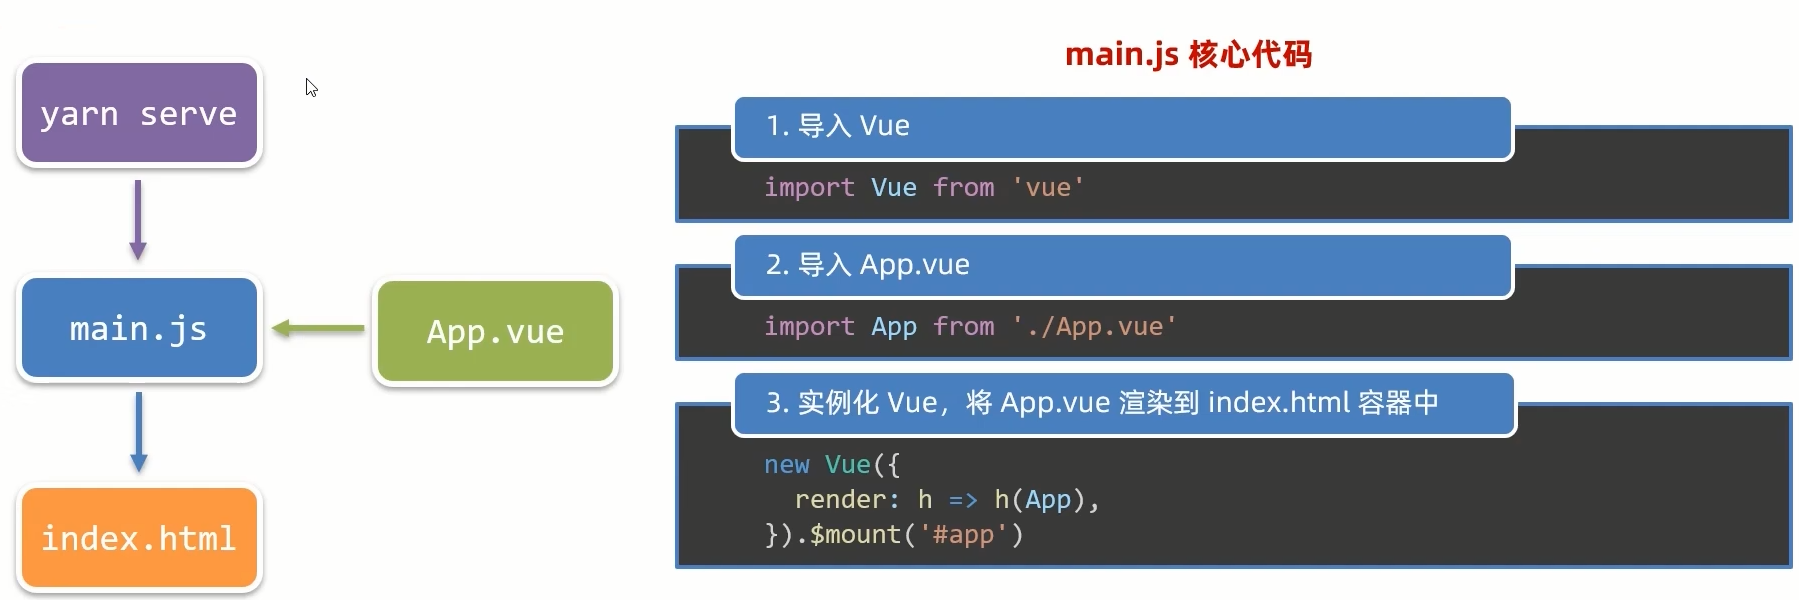 yarn serve
main.js
App.vue
index.html
main.js 核心代码
1. 导入 Vue
import Vue from 'vue'
2. 导入 App.vue
import App from './App.vue'
3. 实例化 Vue，将 App.vue 渲染到 index.html 容器中
new Vue({
  render: h => h(App),
}).$mount('#app')